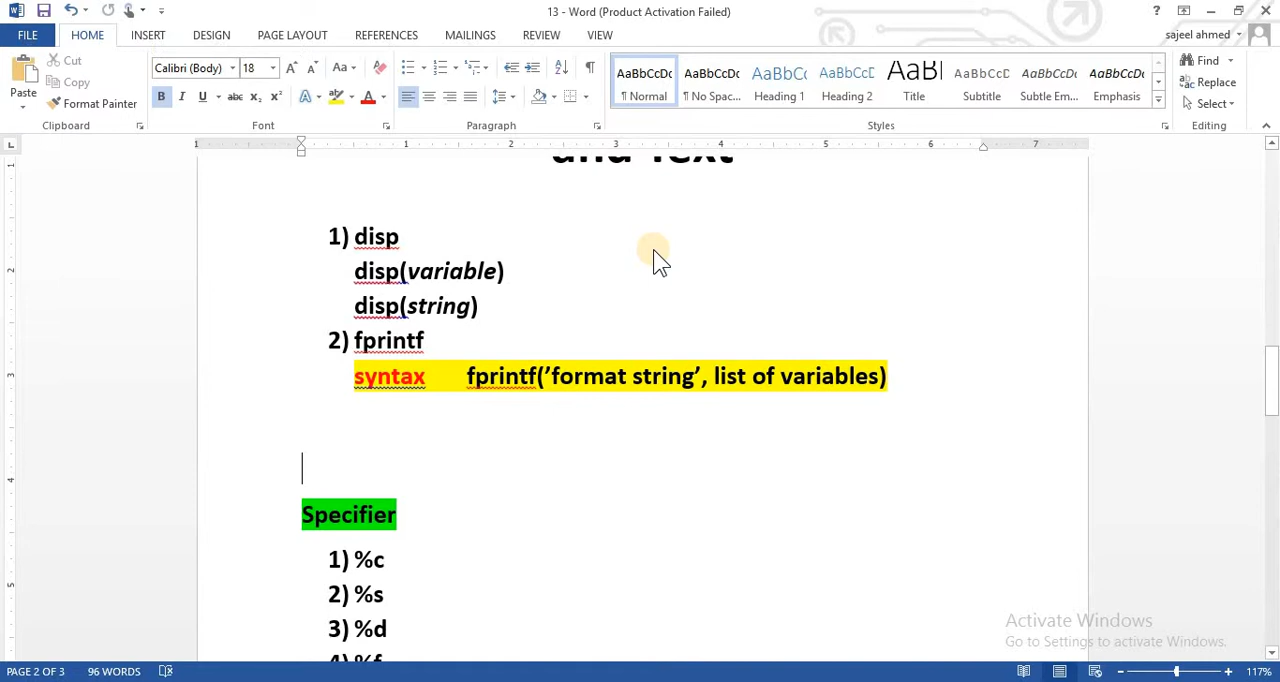 13 - Word (Product Activation Failed)
FILE HOME INSERT DESIGN PAGE LAYOUT REFERENCES MAILINGS REVIEW VIEW sajeel ahmed
Paste
Cut
Copy
Format Painter
Clipboard
Calibri (Body) 18
Font
Paragraph
AaBbCcDc AaBbCcDc AaBbCc AaBbCcD AaBl AaBbCcD AaBbCcDc AaBbCcDc
¶ Normal ¶ No Spac... Heading 1 Heading 2 Title Subtitle Subtle Em... Emphasis
Styles
Find
Replace
Select
Editing
and Text
1) disp
disp(variable)
disp(string)
2) fprintf
syntax fprintf(’format string’, list of variables)
Specifier
1) %c
2) %s
3) %d
4) %f
Activate Windows
Go to Settings to activate Windows.
PAGE 2 OF 3 96 WORDS 117%